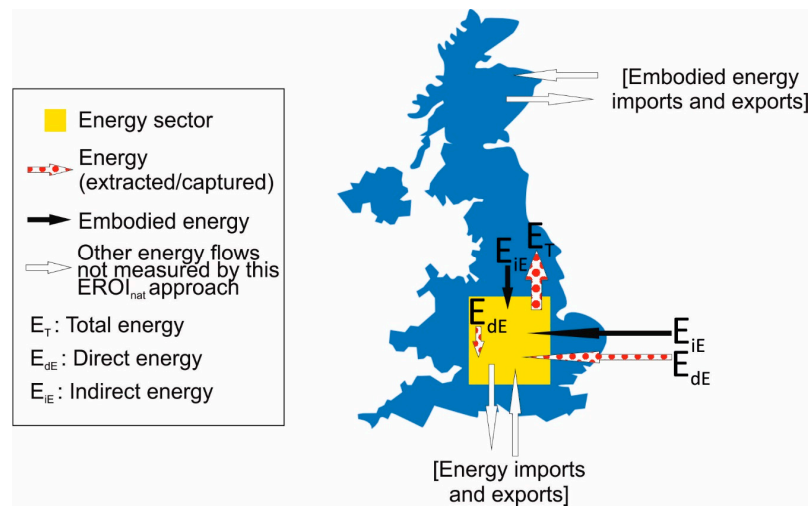 Energy sector
Energy
(extracted/captured)
Embodied energy
Other energy flows
not measured by this
EROInat approach
ET: Total energy
EdE: Direct energy
EiE: Indirect energy
[Embodied energy
imports and exports]
ET
EiE
EdE
EiE
EdE
[Energy imports
and exports]